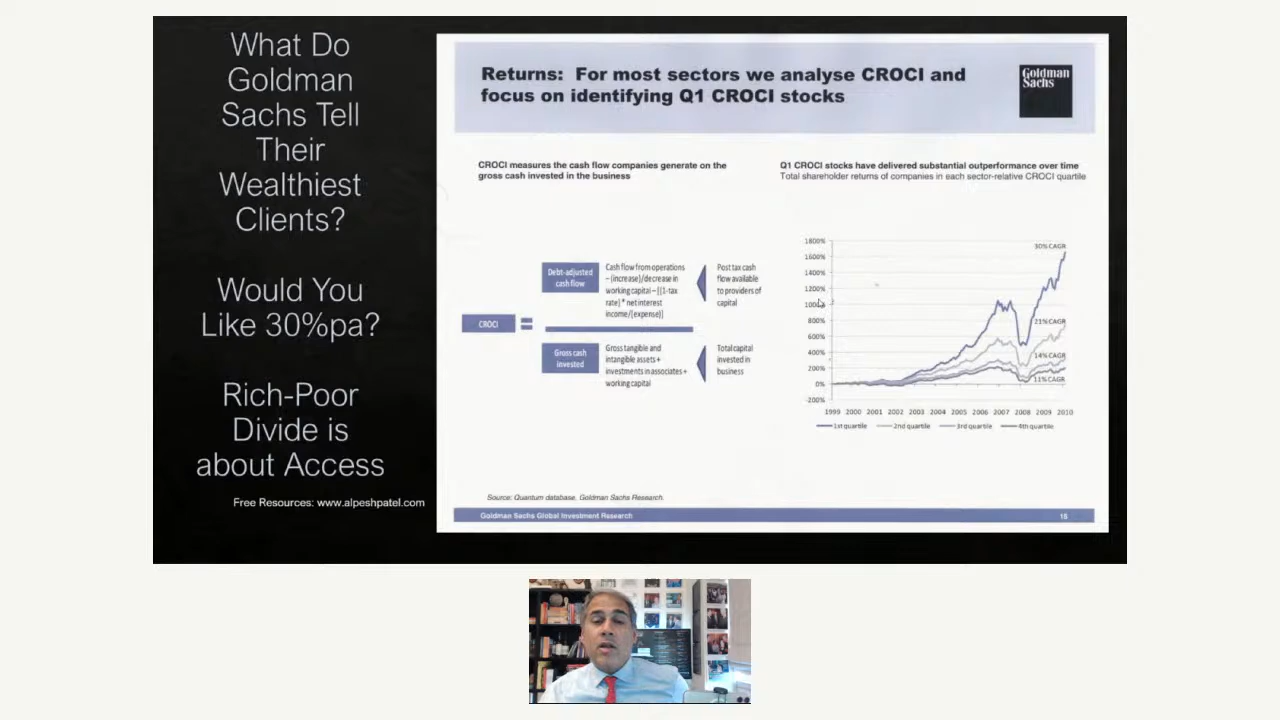 What Do
Goldman
Sachs Tell
Their
Wealthiest
Clients?
Would You
Like 30%pa?
Rich-Poor
Divide is
about Access
Free Resources: www.alpeshpatel.com
Returns: For most sectors we analyse CROCI and
focus on identifying Q1 CROCI stocks
Goldman
Sachs
CROCI measures the cash flow companies generate on the
gross cash invested in the business
CROCI
=
Debt-adjusted
cash flow
Cash flow from operations
– (increase)/decrease in
working capital – [(1-tax
rate) * net interest
income/(expense)]
Post tax cash
flow available
to providers of
capital
Gross cash
invested
Gross tangible and
intangible assets +
investments in associates +
working capital
Total capital
invested in
business
Q1 CROCI stocks have delivered substantial outperformance over time
Total shareholder returns of companies in each sector-relative CROCI quartile
1800%
1600%
1400%
1200%
1000%
800%
600%
400%
200%
0%
-200%
30% CAGR
21% CAGR
14% CAGR
11% CAGR
1999 2000 2001 2002 2003 2004 2005 2006 2007 2008 2009 2010
1st quartile 2nd quartile 3rd quartile 4th quartile
Source: Quantum database, Goldman Sachs Research.
Goldman Sachs Global Investment Research